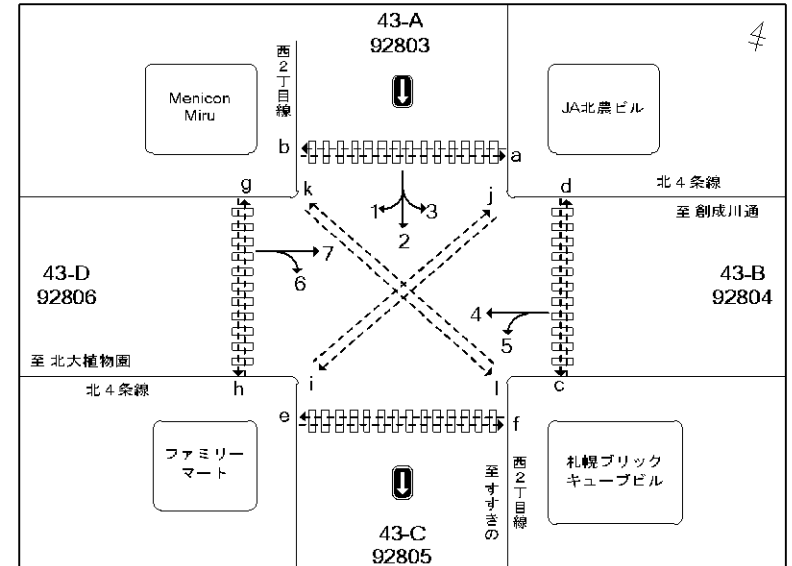 43-A
92803
4
西2丁目線
Menicon
Miru
JA北農ビル
b
a
g
k
j
d
北4条線
1
3
至 創成川通
2
7
43-D
92806
6
43-B
92804
4
5
至 北大植物園
北4条線
h
i
l
c
e
f
ファミリー
マート
至すすきの
西2丁目線
札幌ブリック
キューブビル
43-C
92805